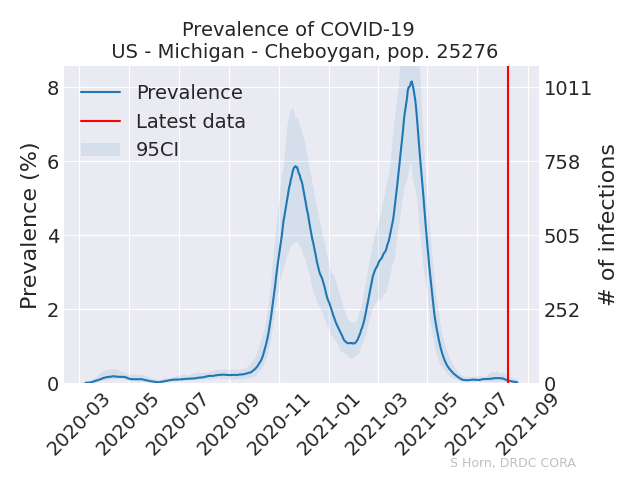 Prevalence of COVID-19
US - Michigan - Cheboygan, pop. 25276
Prevalence
Latest data
95CI
Prevalence (%)
8
6
4
2
0
# of infections
1011
758
505
252
0
2020-03
2020-05
2020-07
2020-09
2020-11
2021-01
2021-03
2021-05
2021-07
2021-09
S Horn, DRDC CORA